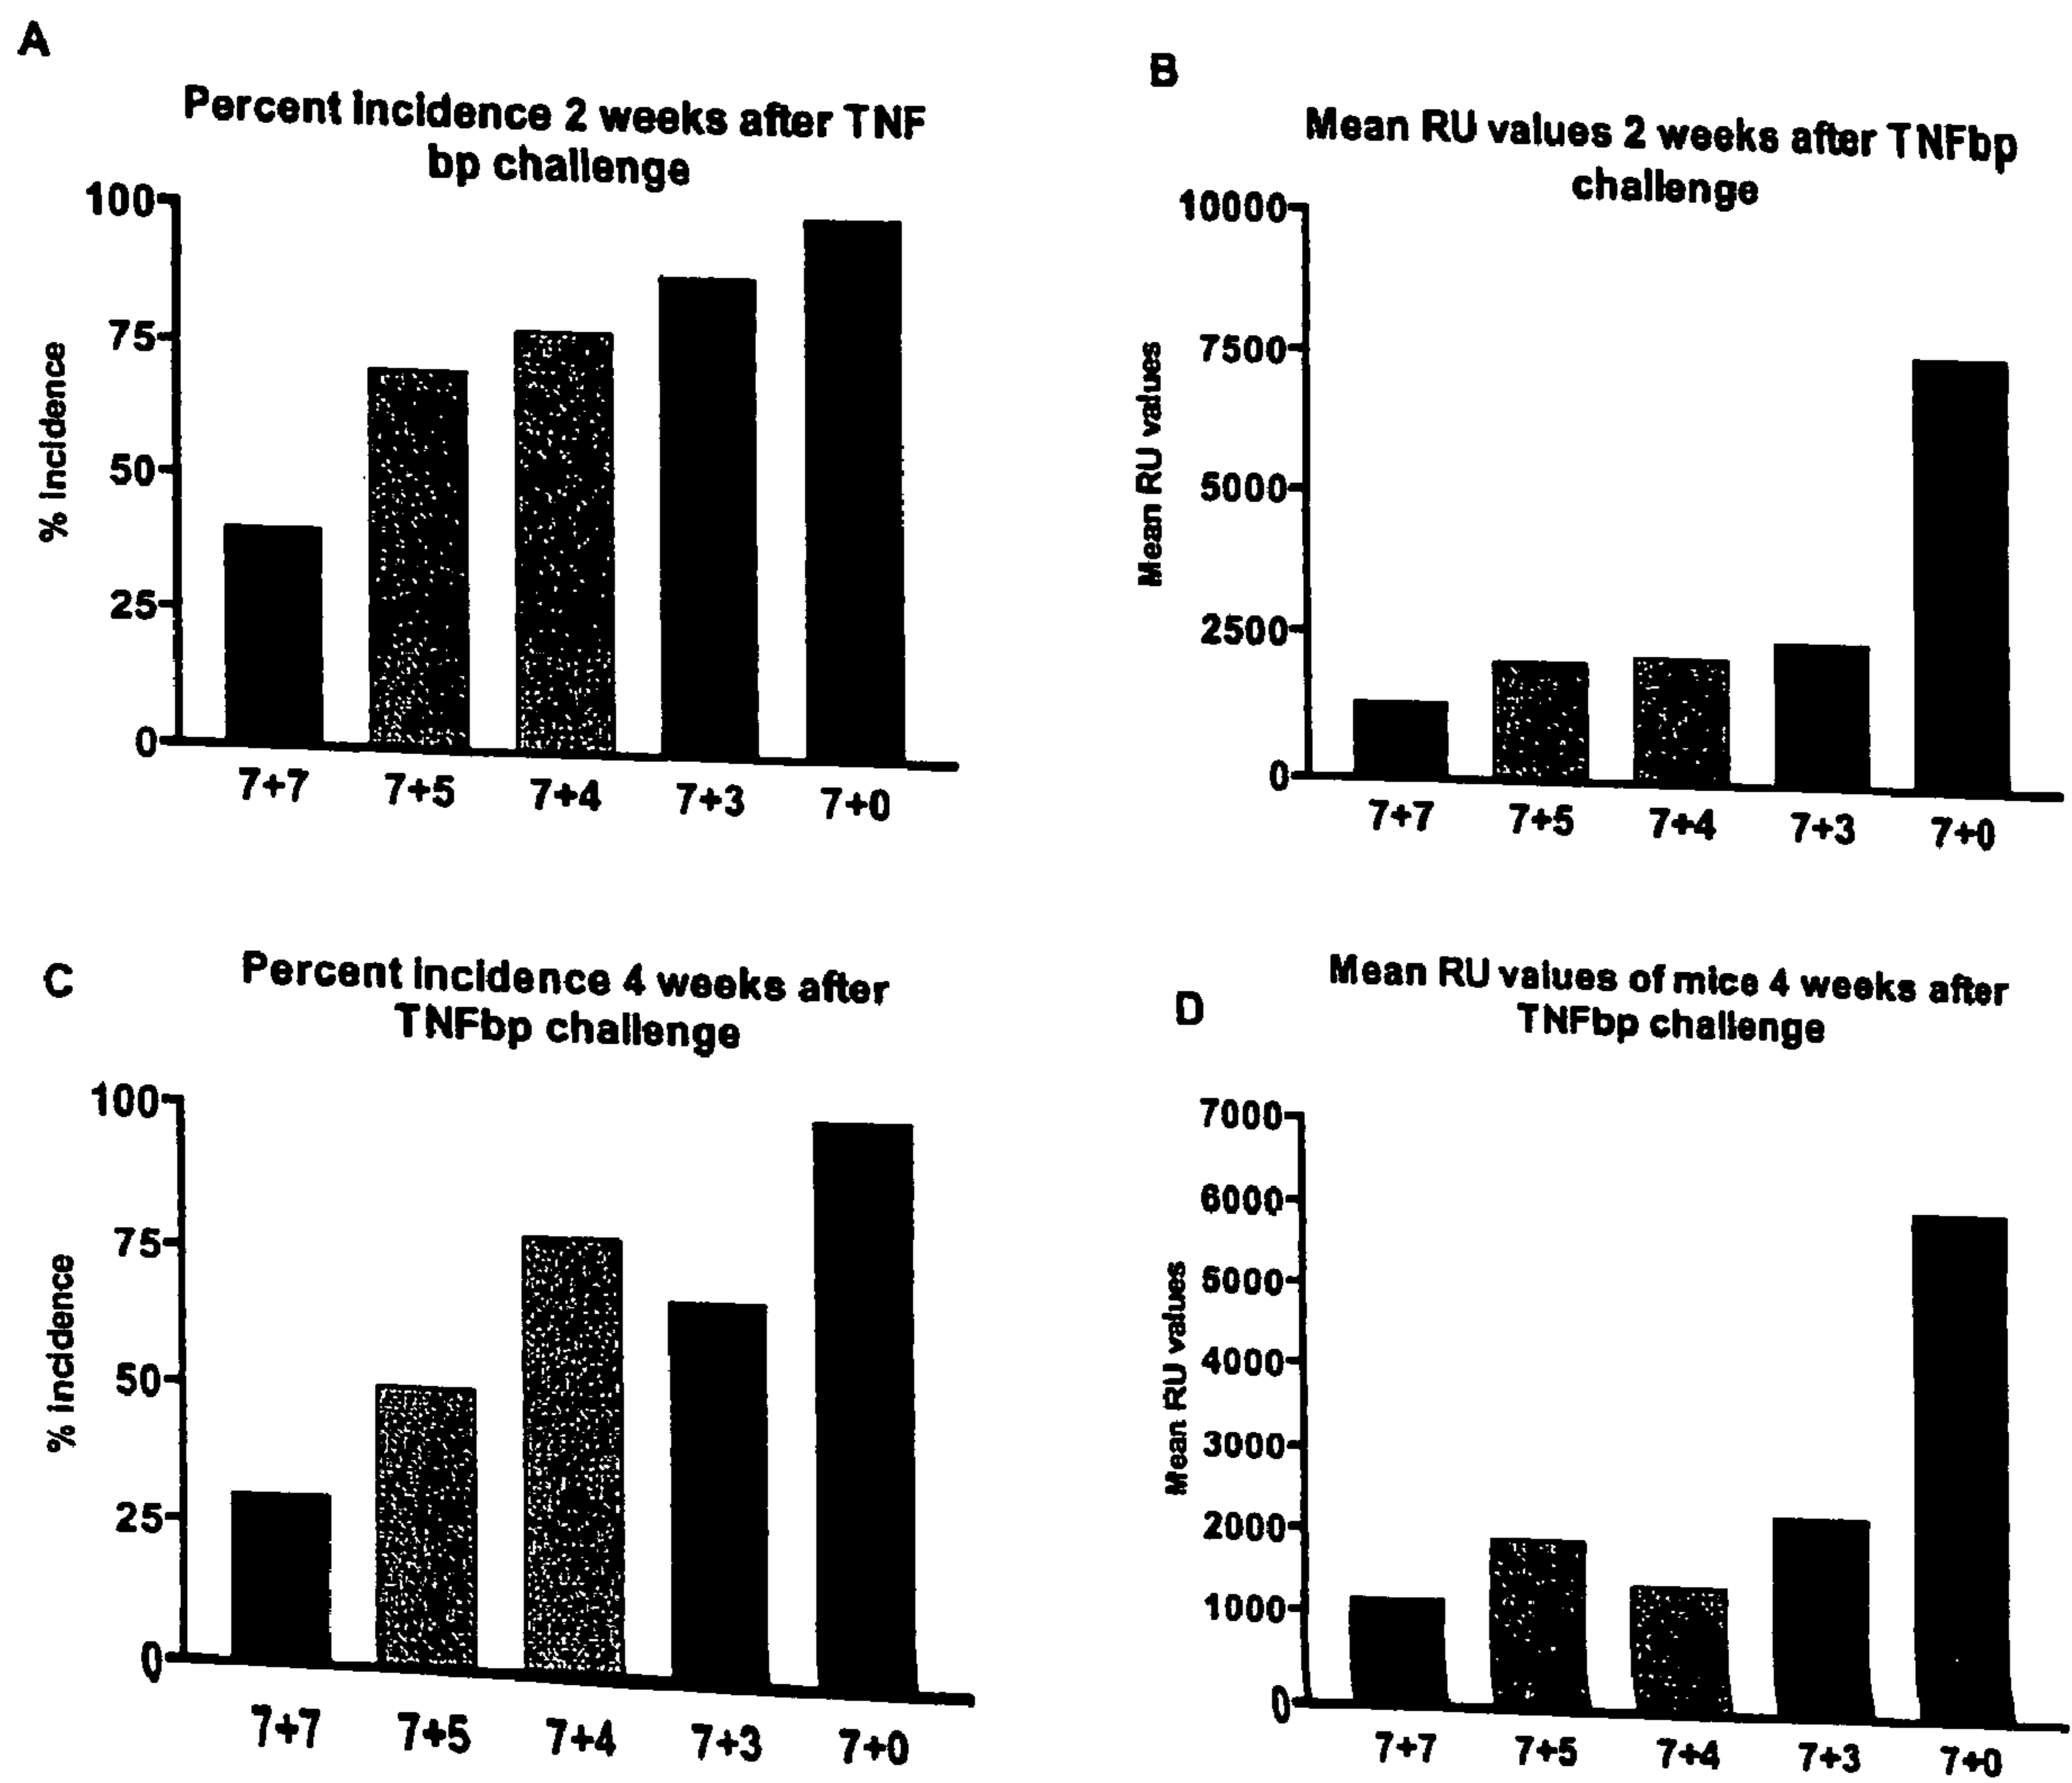 A
Percent incidence 2 weeks after TNF
bp challenge
% incidence
100
75
50
25
0
7+7 7+5 7+4 7+3 7+0
B
Mean RU values 2 weeks after TNFbp
challenge
Mean RU values
10000
7500
5000
2500
0
7+7 7+5 7+4 7+3 7+0
C
Percent incidence 4 weeks after
TNFbp challenge
% incidence
100
75
50
25
0
7+7 7+5 7+4 7+3 7+0
D
Mean RU values of mice 4 weeks after
TNFbp challenge
Mean RU values
7000
6000
5000
4000
3000
2000
1000
0
7+7 7+5 7+4 7+3 7+0